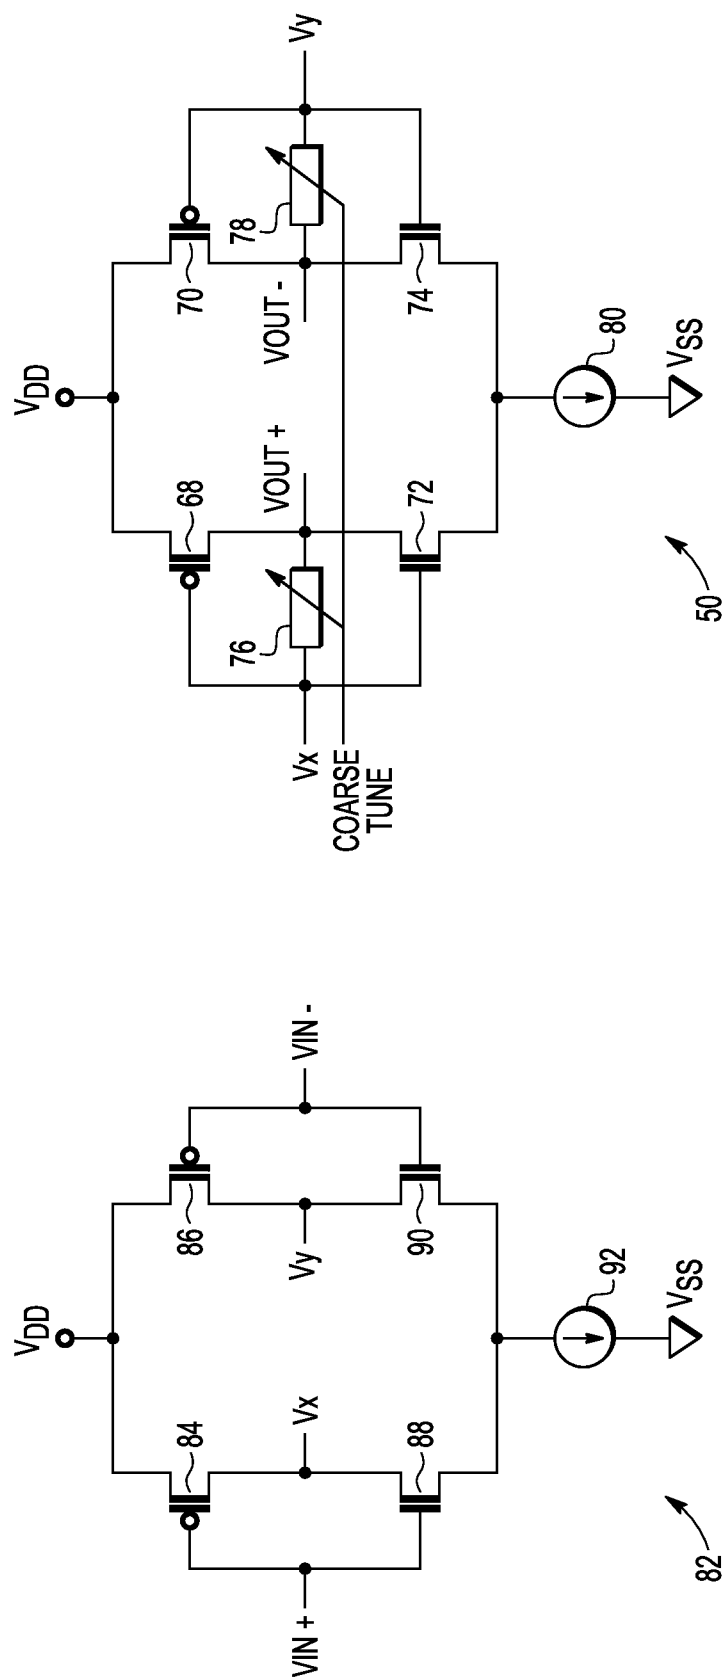 VDD
84
86
VIN +
Vx
Vy
VIN -
88
90
92
VSS
82
VDD
68
70
76
VOUT +
VOUT -
78
Vx
Vy
COARSE
TUNE
72
74
80
VSS
50